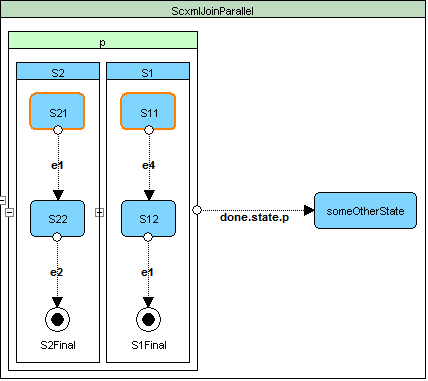 ScxmlJoinParallel
p
S2
S1
S21
S11
e1
e4
S22
S12
done.state.p
someOtherState
e2
e1
S2Final
S1Final